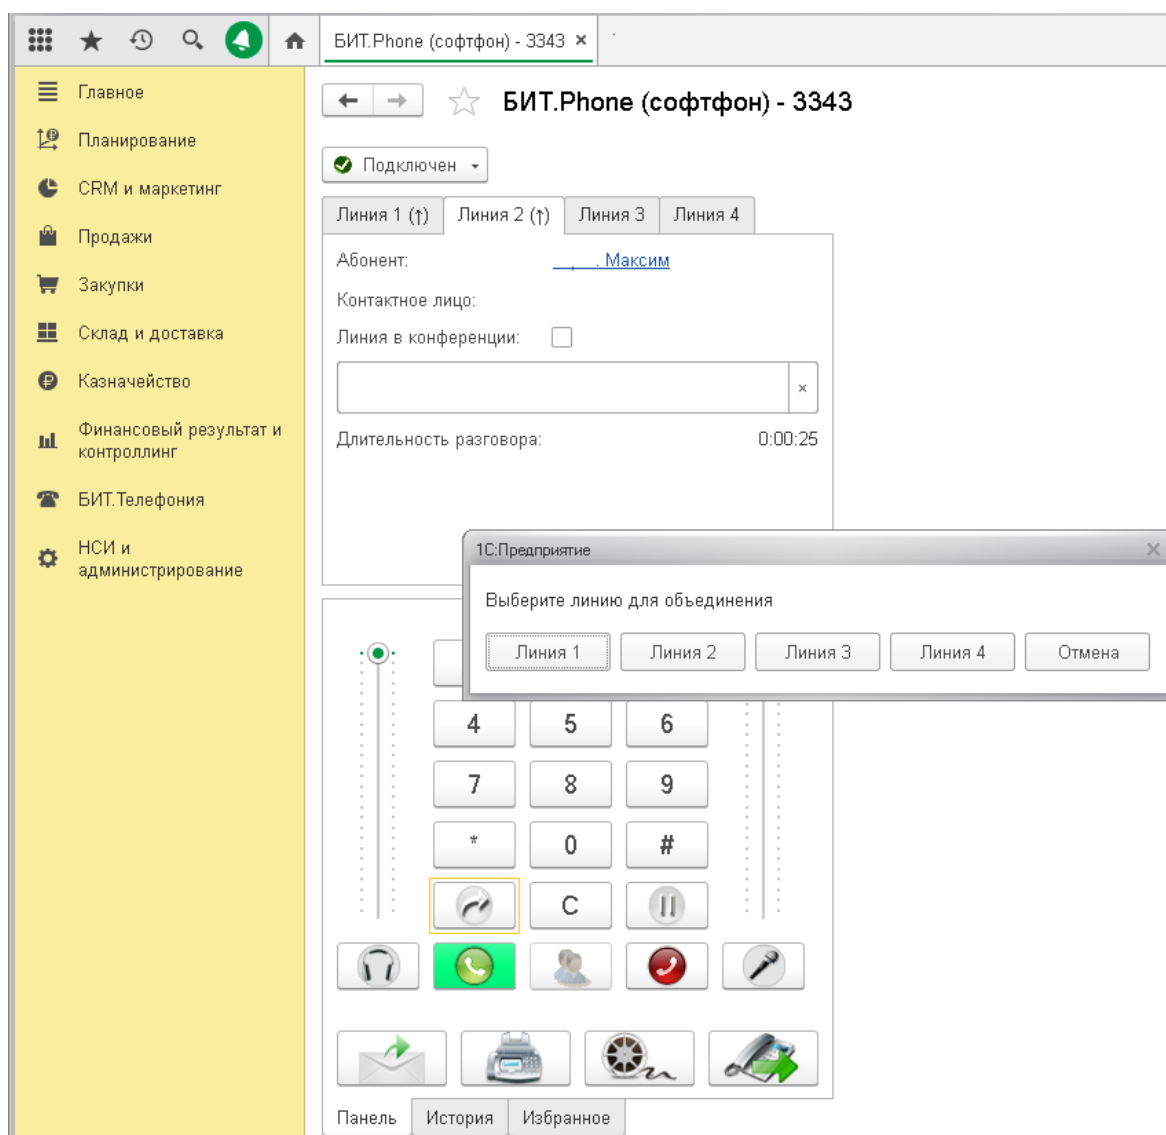 БИТ.Phone (софтфон) - 3343 ×
Главное
Планирование
CRM и маркетинг
Продажи
Закупки
Склад и доставка
Казначейство
Финансовый результат и
контроллинг
БИТ.Телефония
НСИ и
администрирование
БИТ.Phone (софтфон) - 3343
Подключен
Линия 1 (↑) Линия 2 (↑) Линия 3 Линия 4
Абонент: Максим
Контактное лицо:
Линия в конференции:
×
Длительность разговора: 0:00:25
1С:Предприятие
Выберите линию для объединения
Линия 1 Линия 2 Линия 3 Линия 4 Отмена
4 5 6
7 8 9
* 0 #
C
Панель История Избранное